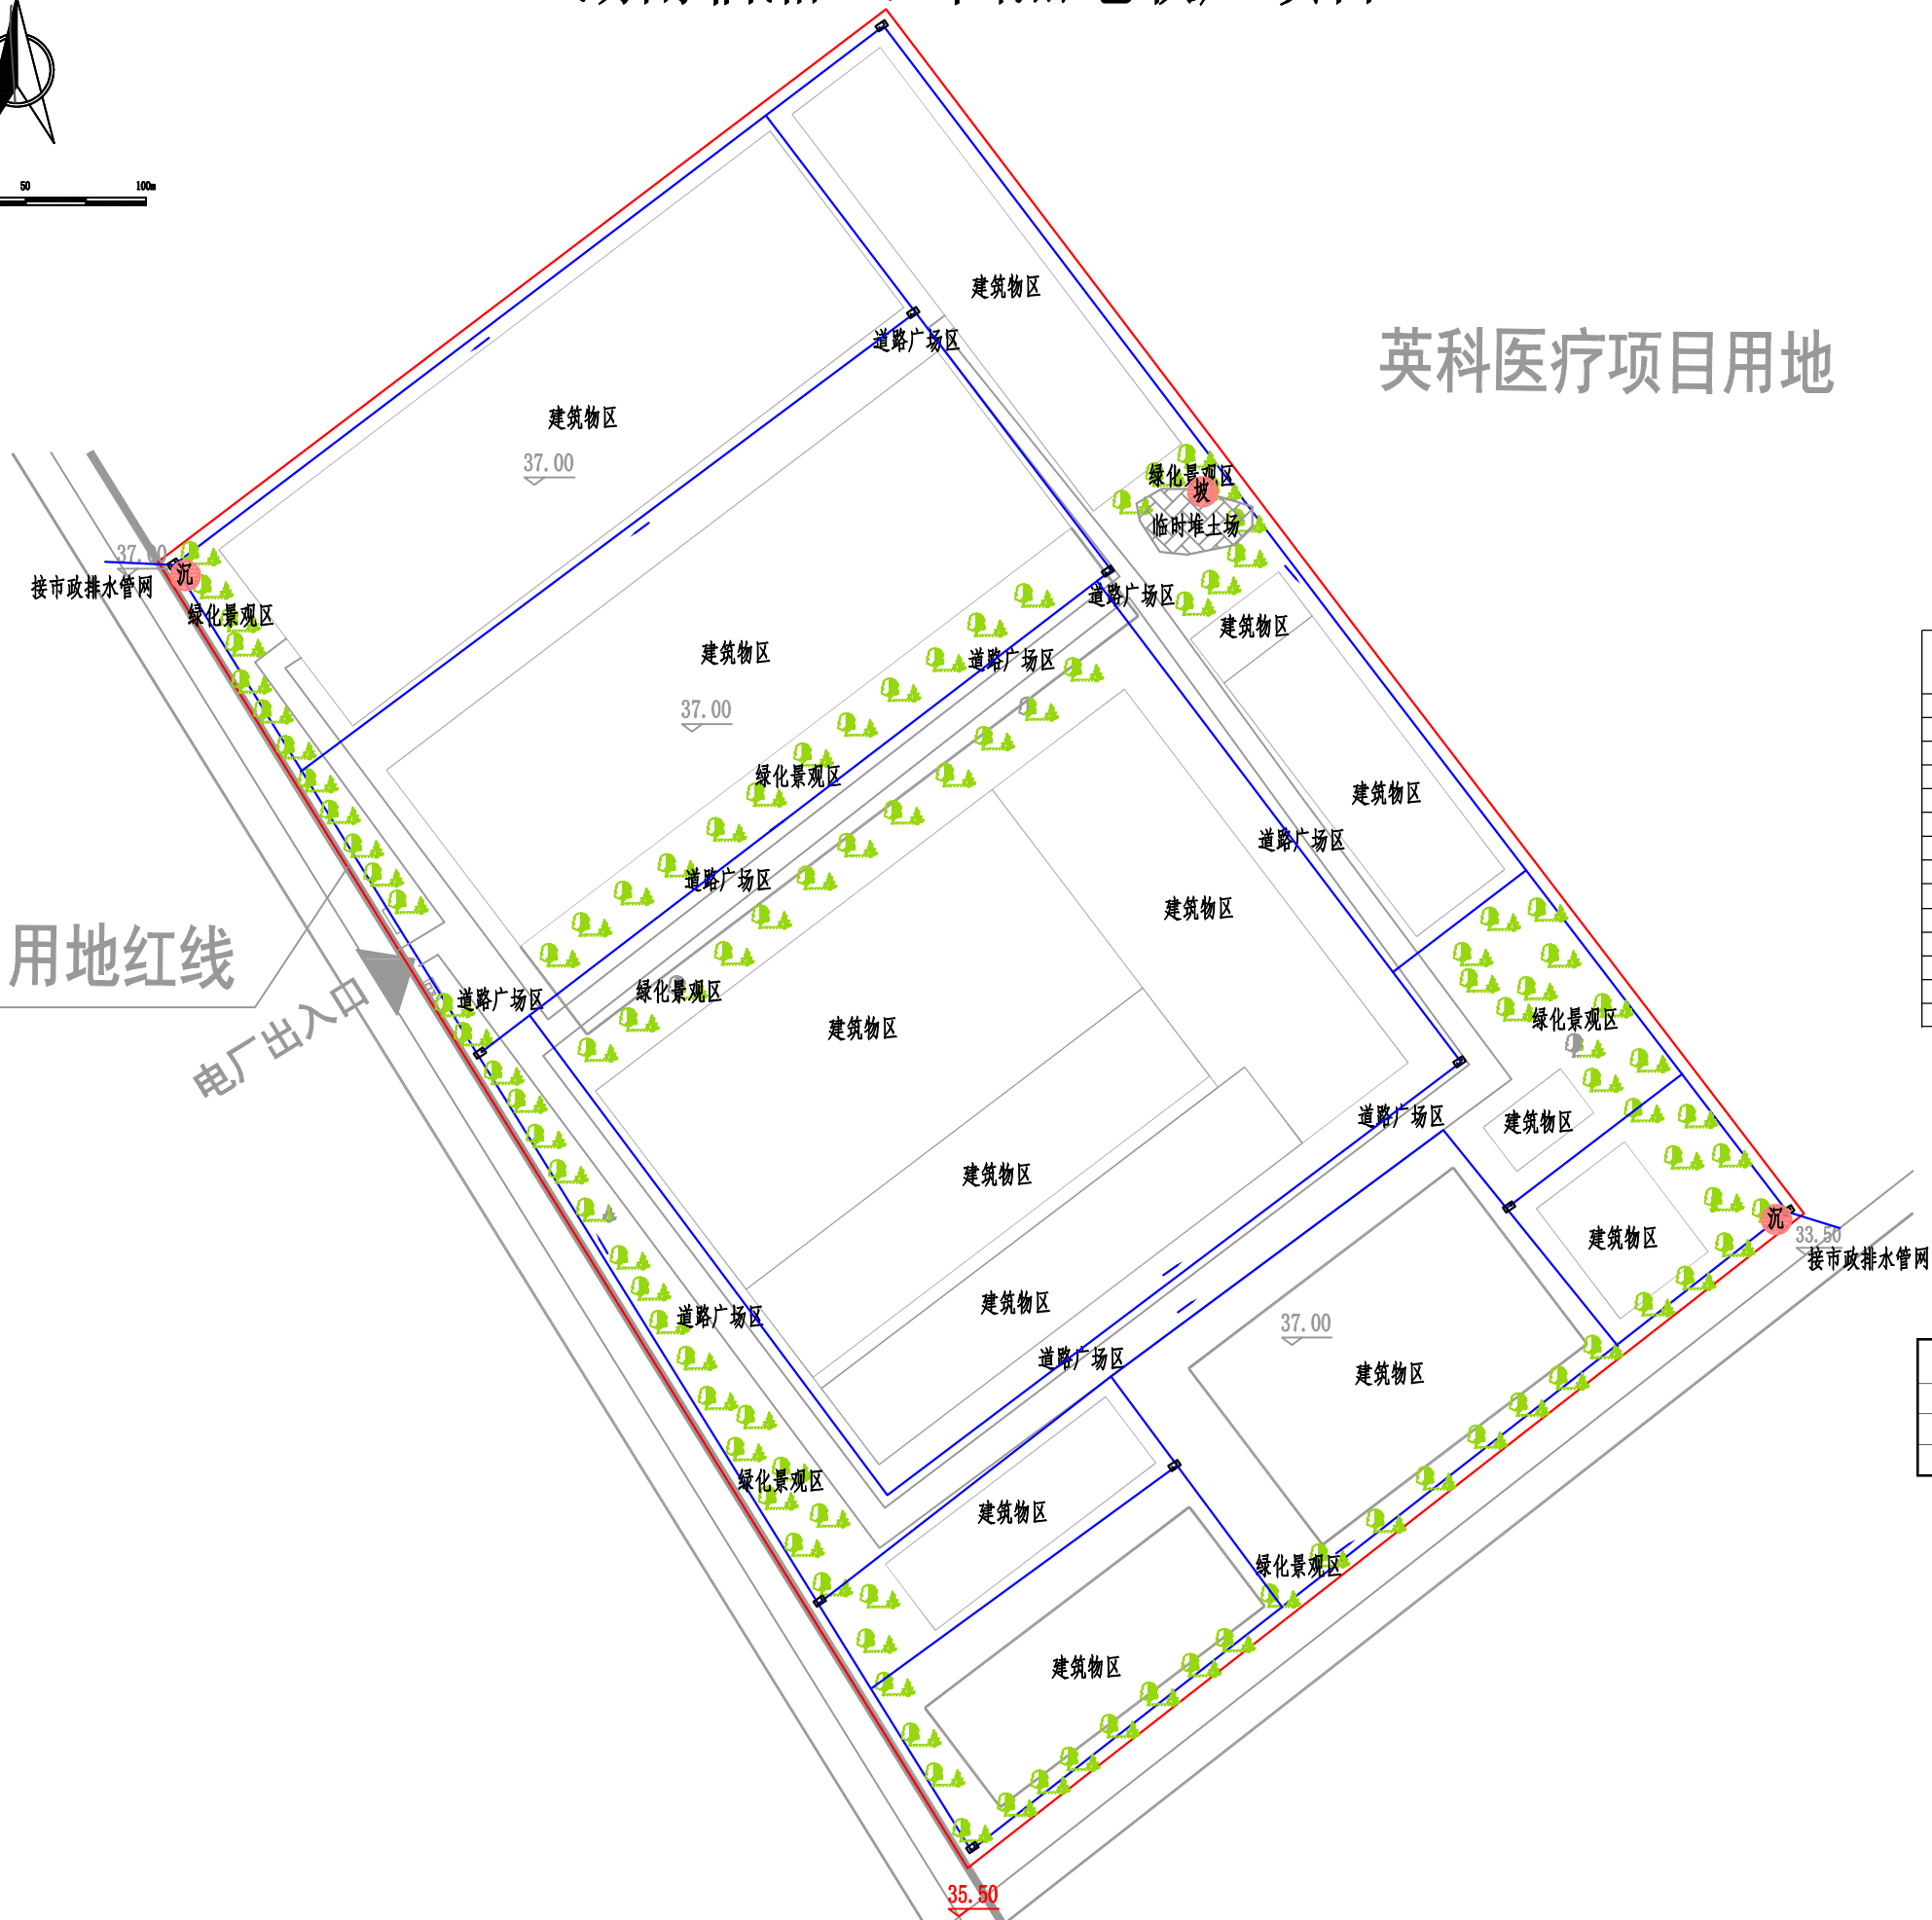 50
100m
建筑物区
道路广场区
英科医疗项目用地
建筑物区
37.00
绿化景观区
坡
临时堆土场
37.00
沉
接市政排水管网
绿化景观区
道路广场区
建筑物区
建筑物区
道路广场区
37.00
绿化景观区
建筑物区
道路广场区
道路广场区
建筑物区
用地红线
绿化景观区
道路广场区
电厂出入口
建筑物区
绿化景观区
道路广场区
建筑物区
建筑物区
沉
33.50
建筑物区
接市政排水管网
建筑物区
道路广场区
37.00
道路广场区
建筑物区
绿化景观区
建筑物区
绿化景观区
建筑物区
35.50